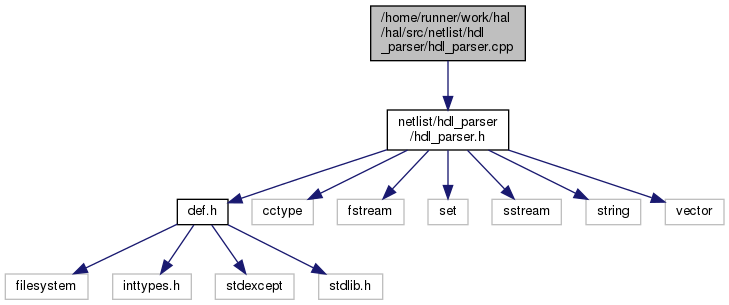 /home/runner/work/hal
/hal/src/netlist/hdl
_parser/hdl_parser.cpp
netlist/hdl_parser
/hdl_parser.h
def.h
cctype
fstream
set
sstream
string
vector
filesystem
inttypes.h
stdexcept
stdlib.h